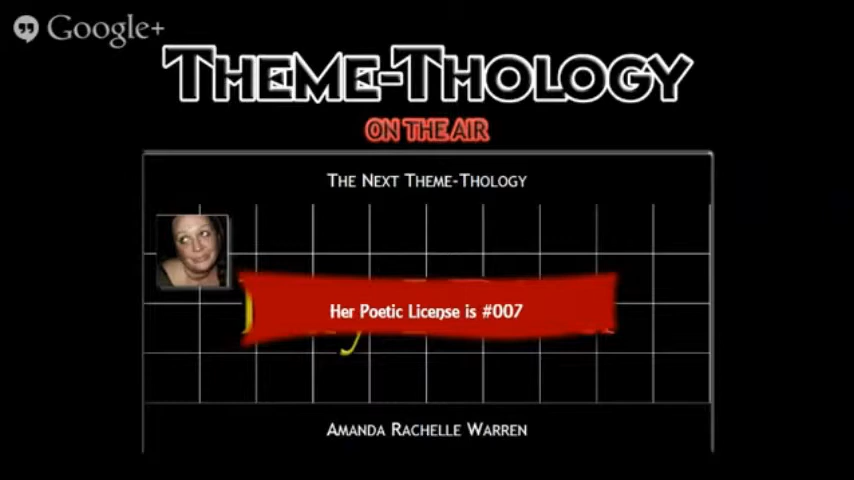 Google+
THEME-THOLOGY
ON THE AIR
THE NEXT THEME-THOLOGY
Her Poetic License is #007
AMANDA RACHELLE WARREN